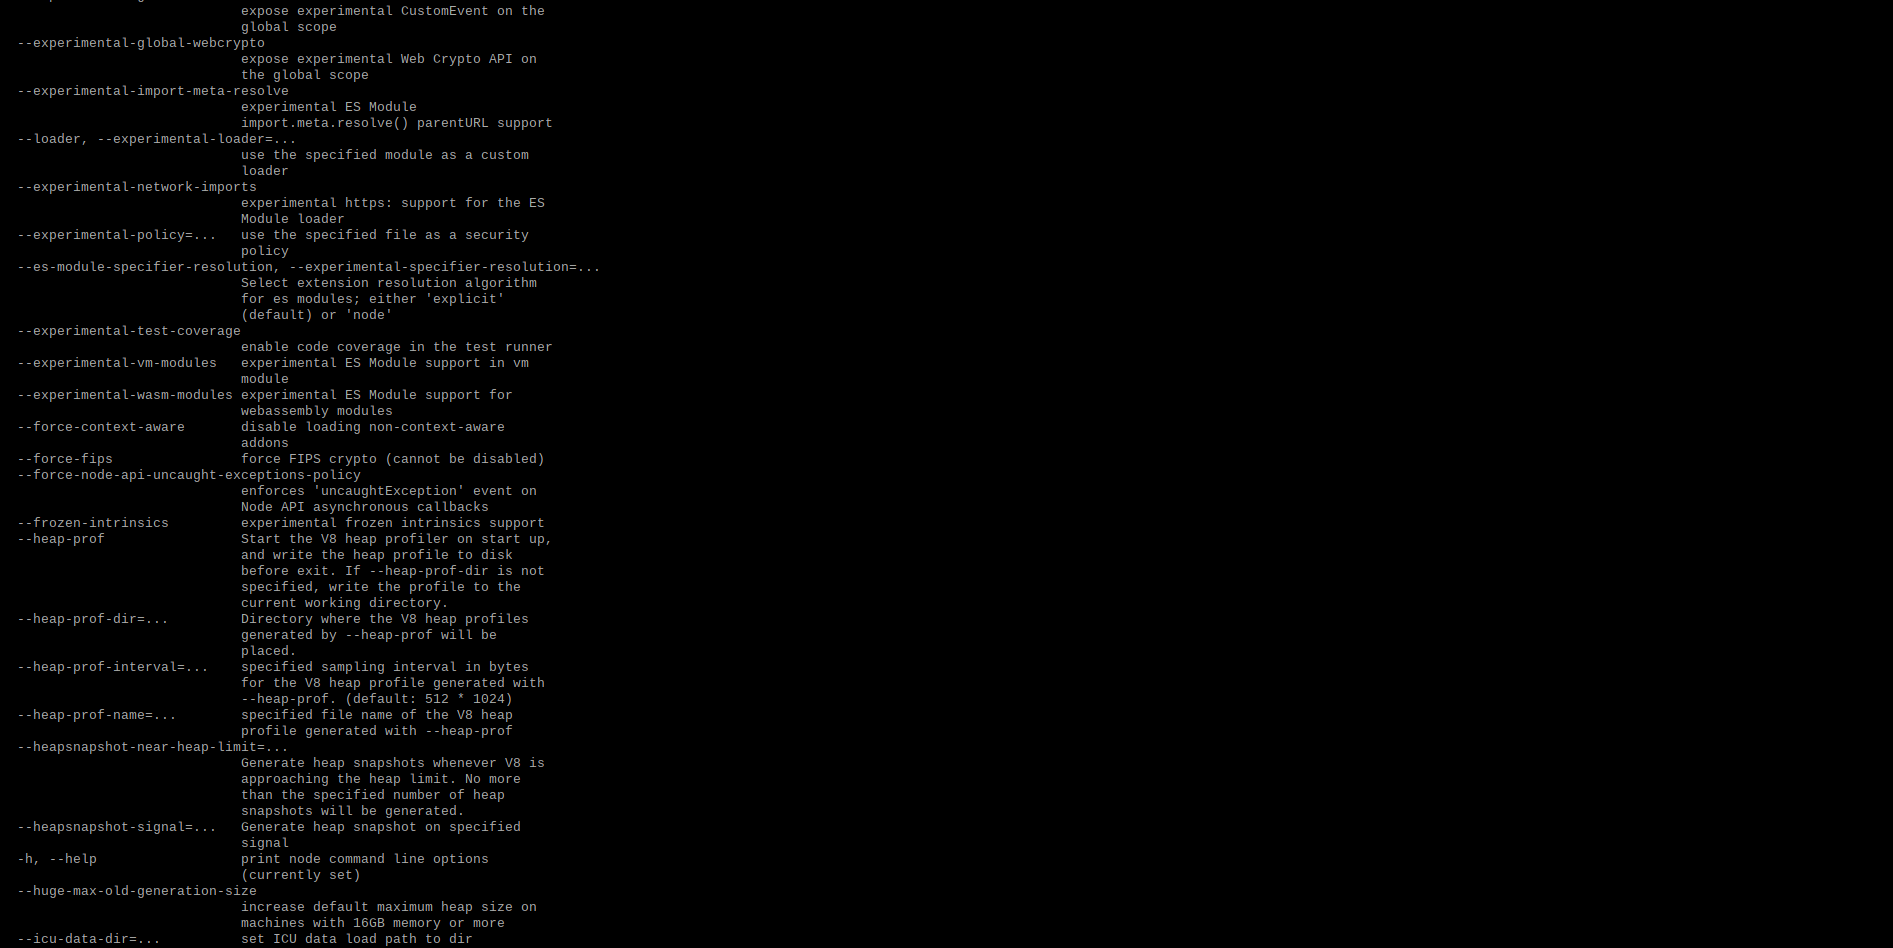 expose experimental CustomEvent on the
global scope
--experimental-global-webcrypto
expose experimental Web Crypto API on
the global scope
--experimental-import-meta-resolve
experimental ES Module
import.meta.resolve() parentURL support
--loader, --experimental-loader=...
use the specified module as a custom
loader
--experimental-network-imports
experimental https: support for the ES
Module loader
--experimental-policy=...   use the specified file as a security
policy
--es-module-specifier-resolution, --experimental-specifier-resolution=...
Select extension resolution algorithm
for es modules; either 'explicit'
(default) or 'node'
--experimental-test-coverage
enable code coverage in the test runner
--experimental-vm-modules   experimental ES Module support in vm
module
--experimental-wasm-modules experimental ES Module support for
webassembly modules
--force-context-aware       disable loading non-context-aware
addons
--force-fips                force FIPS crypto (cannot be disabled)
--force-node-api-uncaught-exceptions-policy
enforces 'uncaughtException' event on
Node API asynchronous callbacks
--frozen-intrinsics         experimental frozen intrinsics support
--heap-prof                 Start the V8 heap profiler on start up,
and write the heap profile to disk
before exit. If --heap-prof-dir is not
specified, write the profile to the
current working directory.
--heap-prof-dir=...         Directory where the V8 heap profiles
generated by --heap-prof will be
placed.
--heap-prof-interval=...    specified sampling interval in bytes
for the V8 heap profile generated with
--heap-prof. (default: 512 * 1024)
--heap-prof-name=...        specified file name of the V8 heap
profile generated with --heap-prof
--heapsnapshot-near-heap-limit=...
Generate heap snapshots whenever V8 is
approaching the heap limit. No more
than the specified number of heap
snapshots will be generated.
--heapsnapshot-signal=...   Generate heap snapshot on specified
signal
-h, --help                  print node command line options
(currently set)
--huge-max-old-generation-size
increase default maximum heap size on
machines with 16GB memory or more
--icu-data-dir=...          set ICU data load path to dir